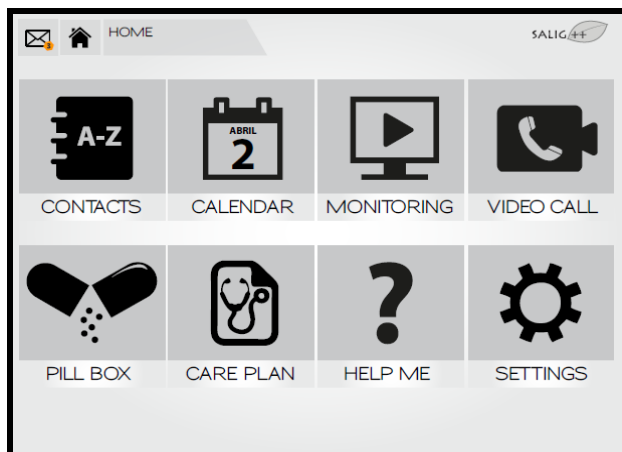 HOME
SALIG++
A-Z
ABRIL
2
CONTACTS
CALENDAR
MONITORING
VIDEO CALL
PILL BOX
CARE PLAN
HELP ME
SETTINGS